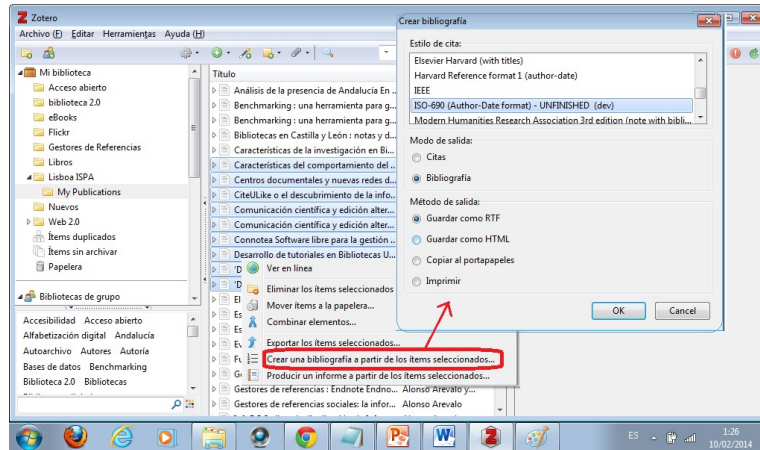 Zotero
Archivo (F) Editar Herramientas Ayuda (H)
Mi biblioteca
Acceso abierto
biblioteca 2.0
eBooks
Flickr
Gestores de Referencias
Libros
Lisboa ISPA
My Publications
Nuevos
Web 2.0
Ítems duplicados
Ítems sin archivar
Papelera
Bibliotecas de grupo
Accesibilidad Acceso abierto
Alfabetización digital Andalucía
Autoarchivo Autores Autoría
Bases de datos Benchmarking
Biblioteca 2.0 Bibliotecas
Título
Análisis de la presencia de Andalucía En ...
Benchmarking : una herramienta para g...
Benchmarking : una herramienta para g...
Bibliotecas en Castilla y León : notas y d...
Características de la investigación en Bi...
Características del comportamiento del ...
Centros documentales y nuevas redes d...
CiteULike o el descubrimiento de la info...
Comunicación científica y edición alter...
Comunicación científica y edición alter...
Connotea Software libre para la gestión ...
Desarrollo de tutoriales en Bibliotecas U...
'D
'D
El
Es
Es
Ev
Fu
Ge
Ver en línea
Eliminar los ítems seleccionados
Mover ítems a la papelera...
Combinar elementos...
Exportar los ítems seleccionados...
Crear una bibliografía a partir de los ítems seleccionados...
Producir un informe a partir de los ítems seleccionados...
Gestores de referencias : Endnote Endno... Alonso Arevalo y...
Gestores de referencias sociales: la infor... Alonso Arevalo
Crear bibliografía
Estilo de cita:
Elsevier Harvard (with titles)
Harvard Reference format 1 (author-date)
IEEE
ISO-690 (Author-Date format) - UNFINISHED (dev)
Modern Humanities Research Association 3rd edition (note with bibli...
Modo de salida:
Citas
Bibliografía
Método de salida:
Guardar como RTF
Guardar como HTML
Copiar al portapapeles
Imprimir
OK Cancel
ES
1:26
10/02/2014